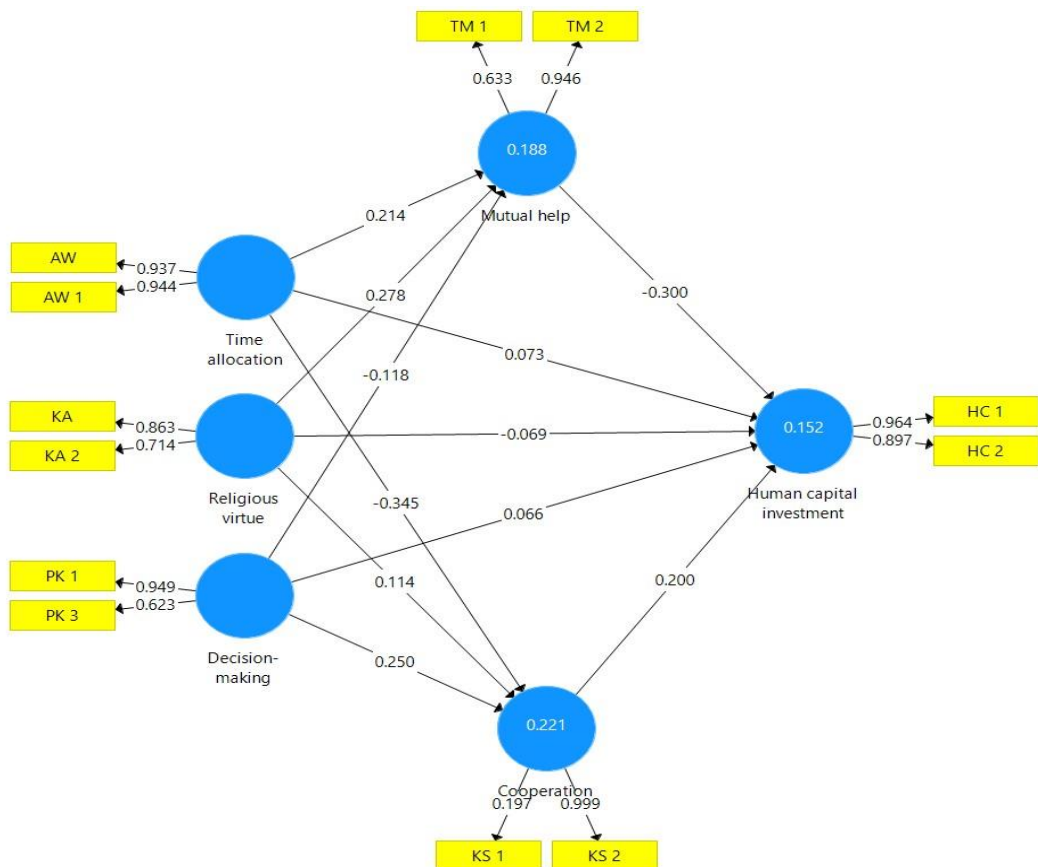 TM 1
TM 2
0.633
0.946
0.188
Mutual help
0.214
AW
0.937
AW 1
0.944
Time
allocation
0.278
-0.300
0.073
-0.118
KA
0.863
KA 2
0.714
Religious
virtue
-0.069
0.152
Human capital
investment
HC 1
0.964
HC 2
0.897
-0.345
0.066
0.114
0.200
PK 1
0.949
PK 3
0.623
Decision-
making
0.250
0.221
Cooperation
0.197
0.999
KS 1
KS 2